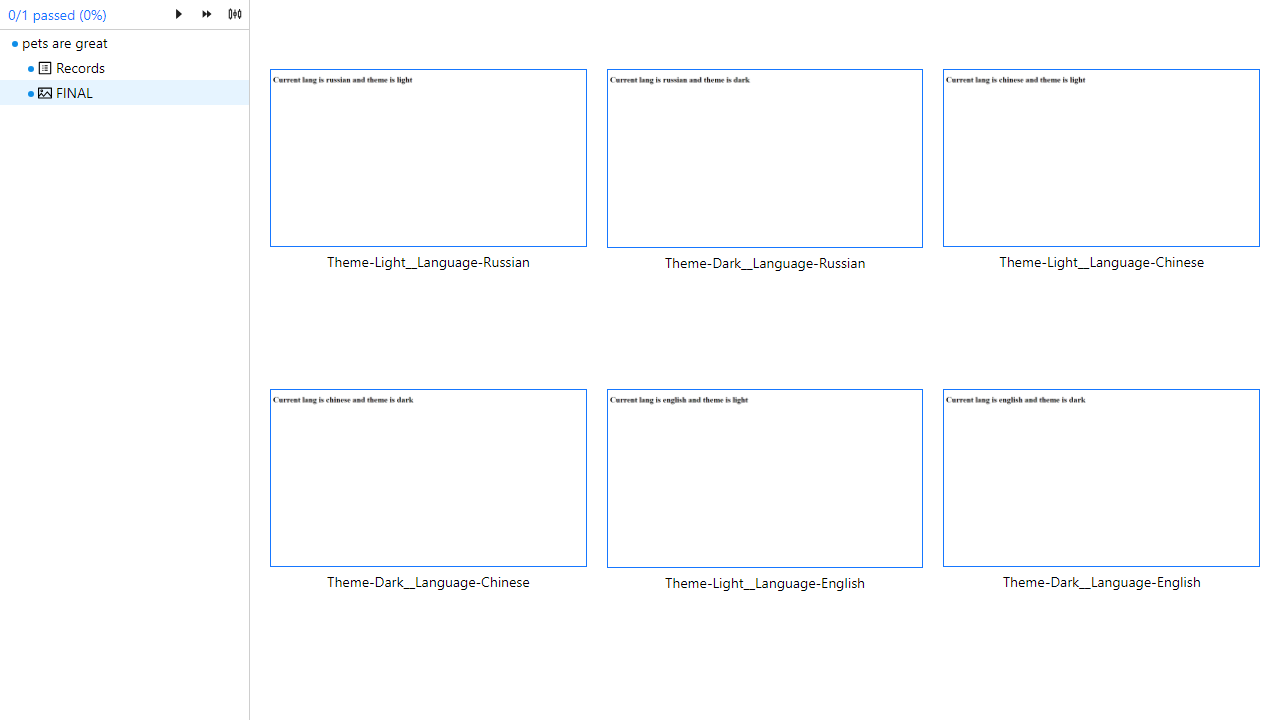 0/1 passed (0%)
pets are great
Records
FINAL
Current lang is russian and theme is light
Theme-Light__Language-Russian
Current lang is russian and theme is dark
Theme-Dark__Language-Russian
Current lang is chinese and theme is light
Theme-Light__Language-Chinese
Current lang is chinese and theme is dark
Theme-Dark__Language-Chinese
Current lang is english and theme is light
Theme-Light__Language-English
Current lang is english and theme is dark
Theme-Dark__Language-English